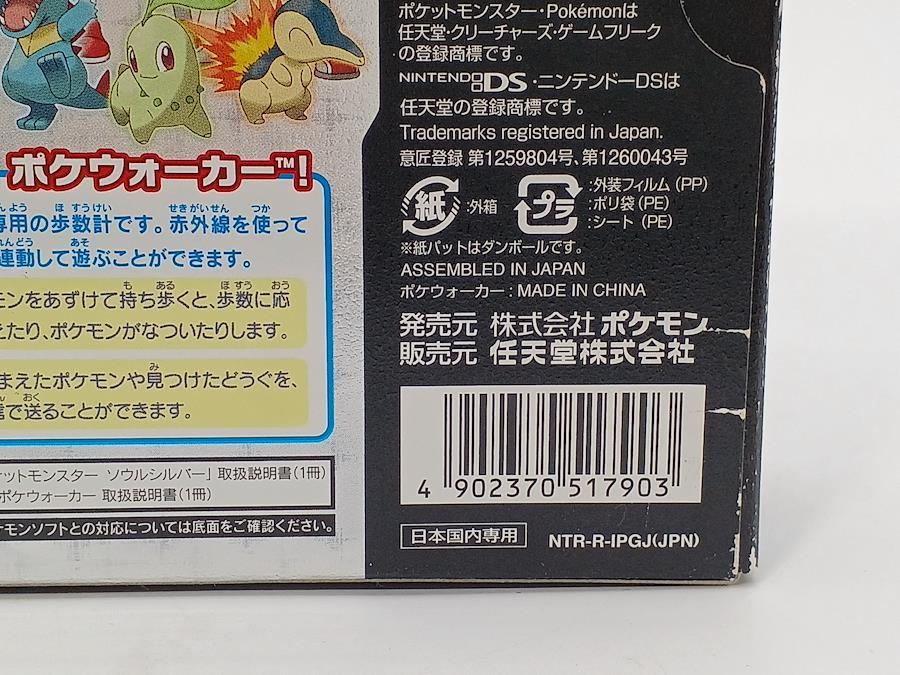 ポケットモンスター・Pokémonは
任天堂・クリーチャーズ・ゲームフリーク
の登録商標です。
NINTENDO DS・ニンテンドーDSは
任天堂の登録商標です。
Trademarks registered in Japan.
意匠登録 第1259804号、第1260043号
紙 :外箱
プラ :外装フィルム (PP)
:ポリ袋 (PE)
:シート (PE)
※紙パットはダンボールです。
ASSEMBLED IN JAPAN
ポケウォーカー : MADE IN CHINA
発売元 株式会社ポケモン
販売元 任天堂株式会社
4 902370 517903
日本国内専用
NTR-R-IPGJ(JPN)
ポケウォーカー™!
専用の歩数計です。赤外線を使って
連動して遊ぶことができます。
モンをあずけて持ち歩くと、歩数に応
えたり、ポケモンがなついたりします。
まえたポケモンや見つけたどうぐを、
信で送ることができます。
ケットモンスター ソウルシルバー」取扱説明書(1冊)
ポケウォーカー 取扱説明書(1冊)
ケモンソフトとの対応については底面をご確認ください。